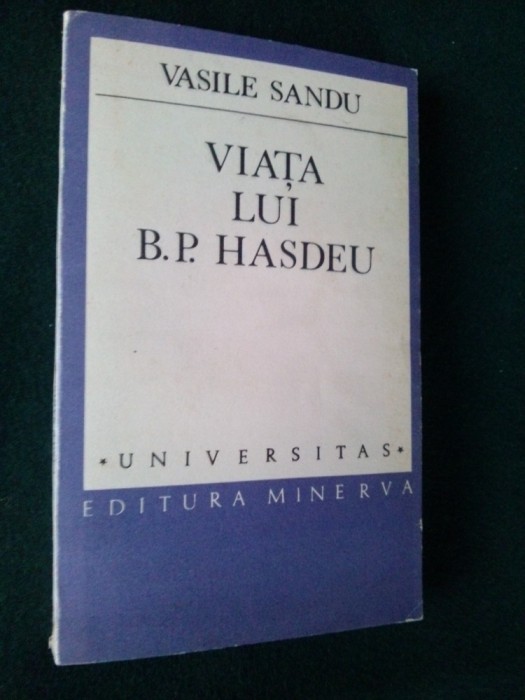 VASILE SANDU
VIAȚA
LUI
B.P. HASDEU
* UNIVERSITAS *
EDITURA MINERVA